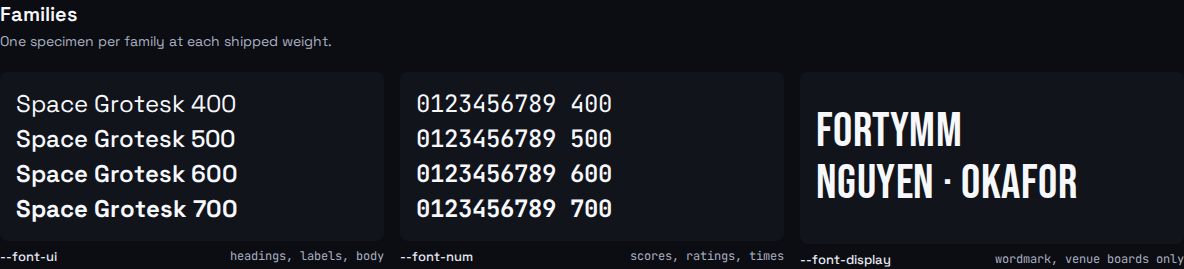 Families
One specimen per family at each shipped weight.
Space Grotesk 400
Space Grotesk 500
Space Grotesk 600
Space Grotesk 700
--font-ui headings, labels, body
0123456789 400
0123456789 500
0123456789 600
0123456789 700
--font-num scores, ratings, times
FORTYMM
NGUYEN · OKAFOR
--font-display wordmark, venue boards only